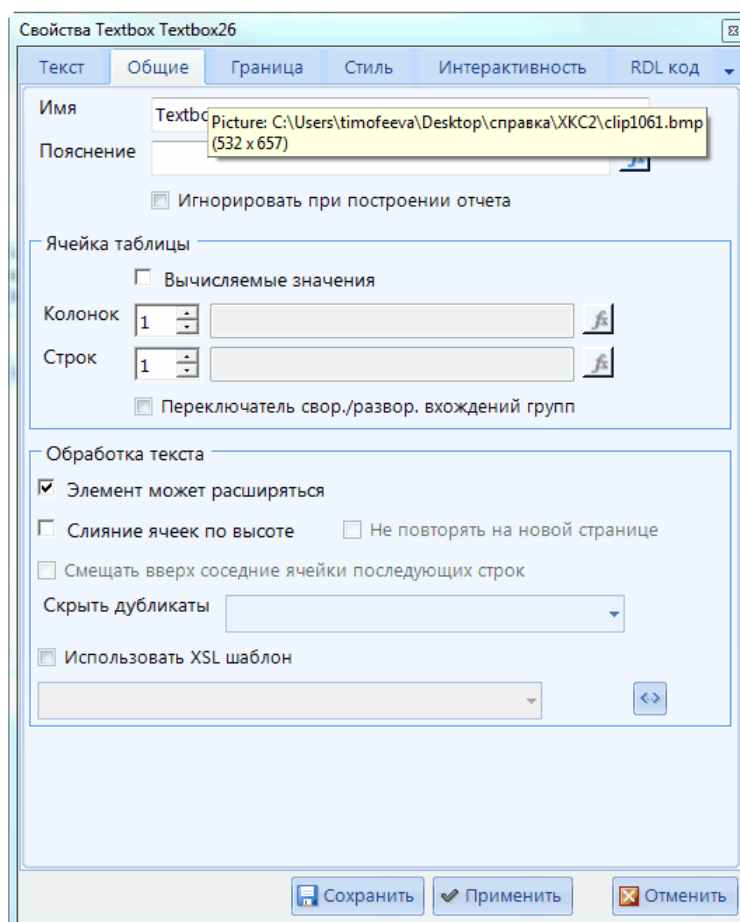 Свойства Textbox Textbox26
Текст Общие Граница Стиль Интерактивность RDL код
Имя Textbo
Picture: C:\Users\timofeeva\Desktop\справка\ХКС2\clip1061.bmp
(532 x 657)
Пояснение
Игнорировать при построении отчета
Ячейка таблицы
Вычисляемые значения
Колонок 1 fx
Строк 1 fx
Переключатель свор./развор. вхождений групп
Обработка текста
Элемент может расширяться
Слияние ячеек по высоте Не повторять на новой странице
Смещать вверх соседние ячейки последующих строк
Скрыть дубликаты
Использовать XSL шаблон
Сохранить Применить Отменить